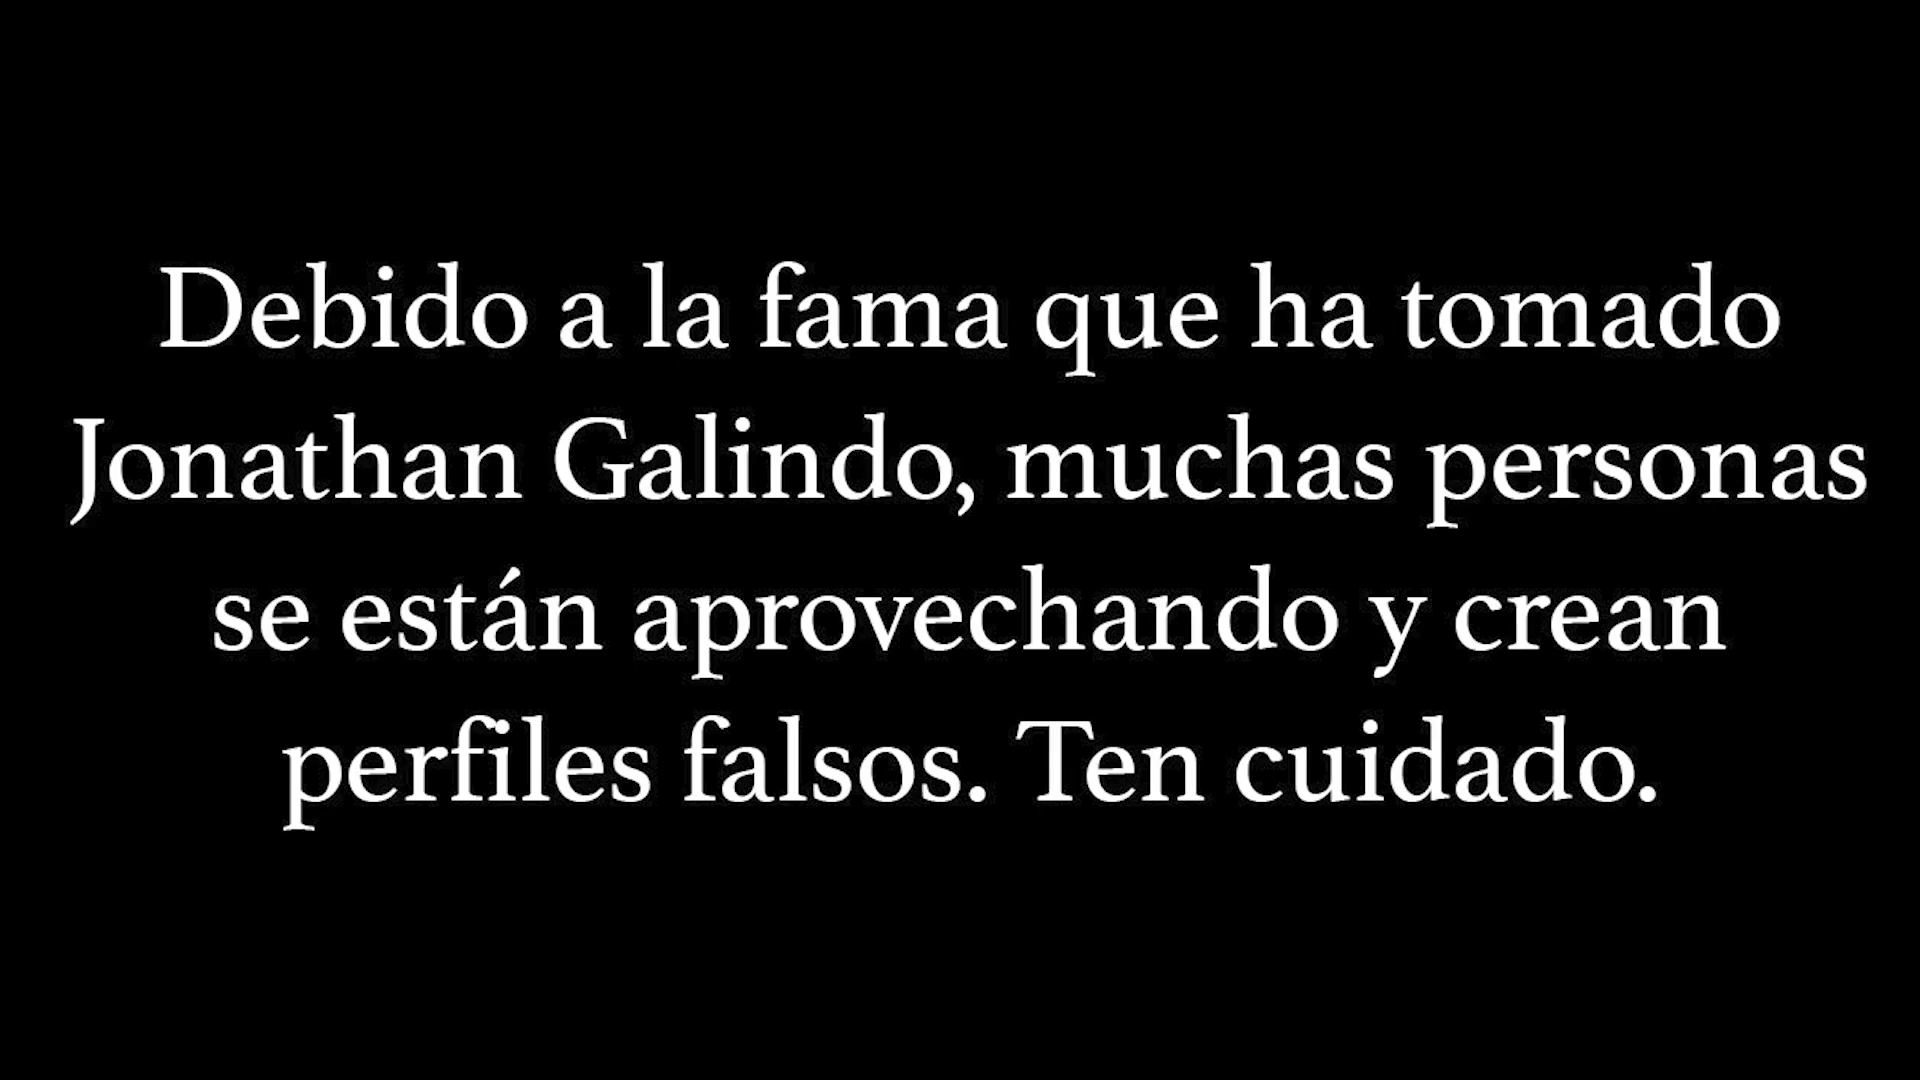 Debido a la fama que ha tomado
Jonathan Galindo, muchas personas
se están aprovechando y crean
perfiles falsos. Ten cuidado.